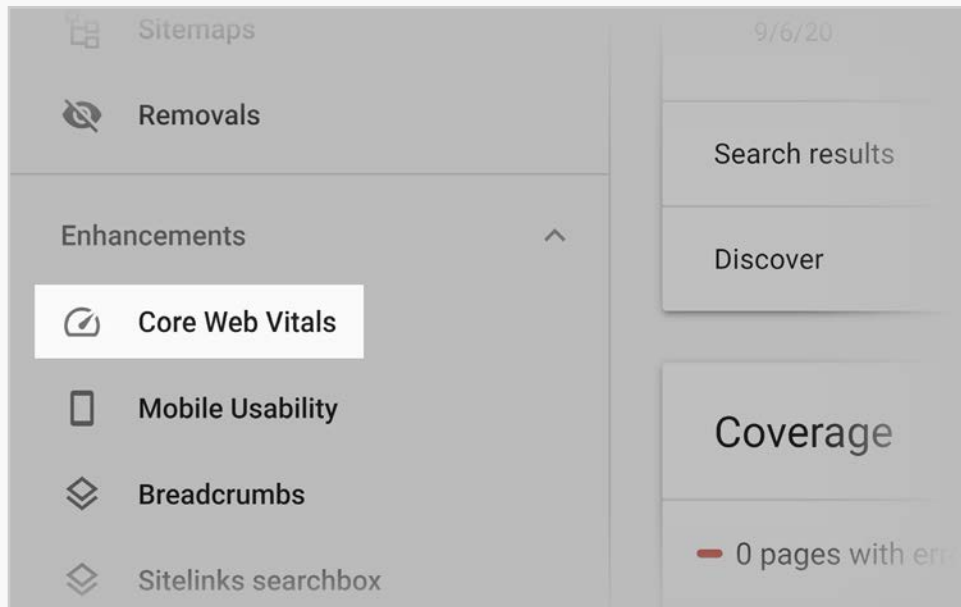 Sitemaps
Removals
Enhancements
Core Web Vitals
Mobile Usability
Breadcrumbs
Sitelinks searchbox
9/6/20
Search results
Discover
Coverage
0 pages with